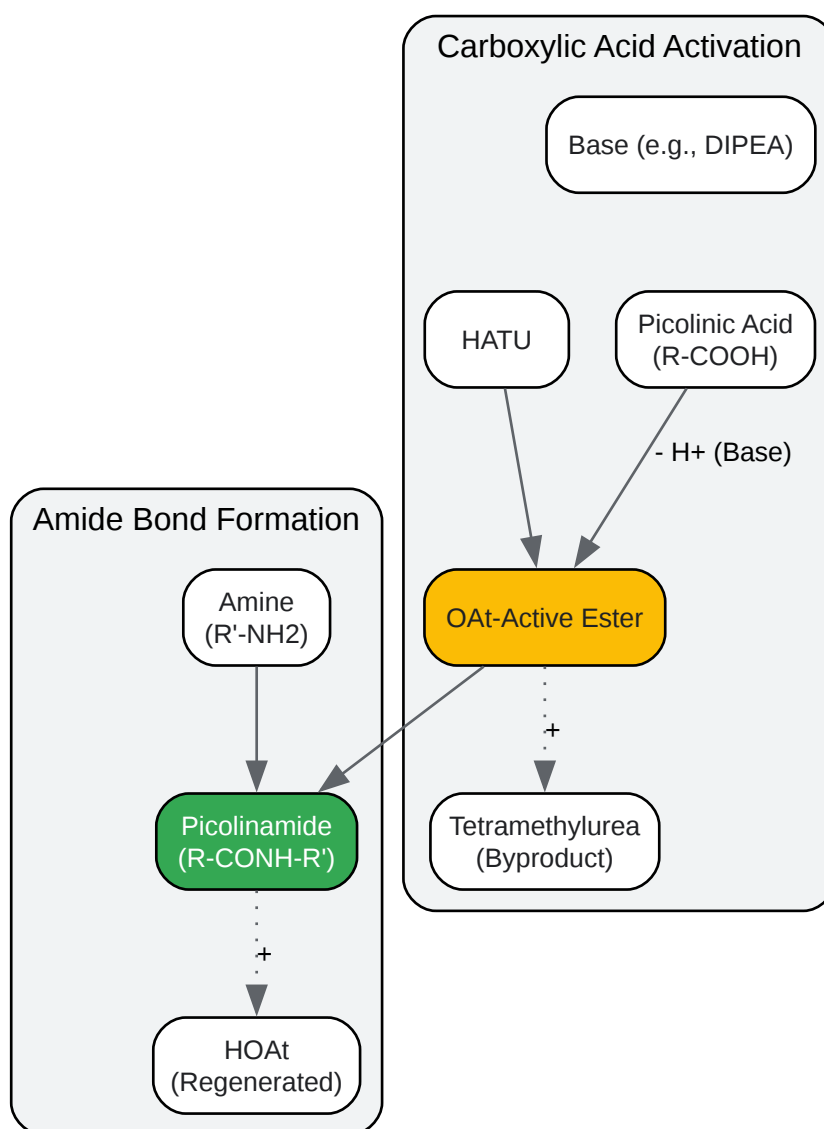 Carboxylic Acid Activation
Base (e.g., DIPEA)
HATU
Picolinic Acid
(R-COOH)
- H+ (Base)
Amide Bond Formation
Amine
(R'-NH2)
OAt-Active Ester
+
Picolinamide
(R-CONH-R')
Tetramethylurea
(Byproduct)
+
HOAt
(Regenerated)